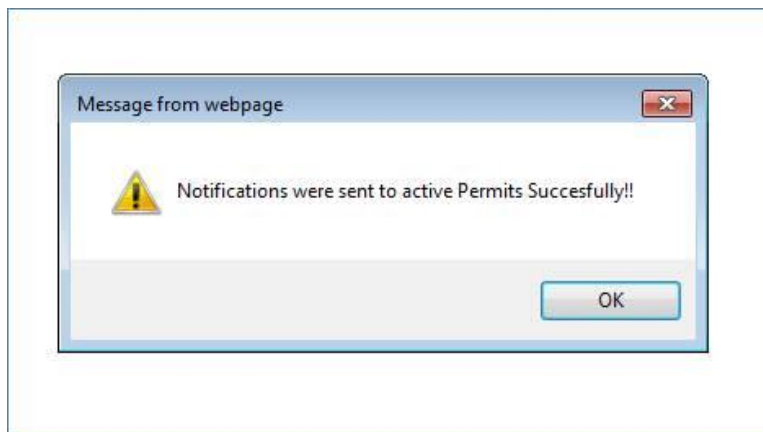 Message from webpage
Notifications were sent to active Permits Succesfully!!
OK